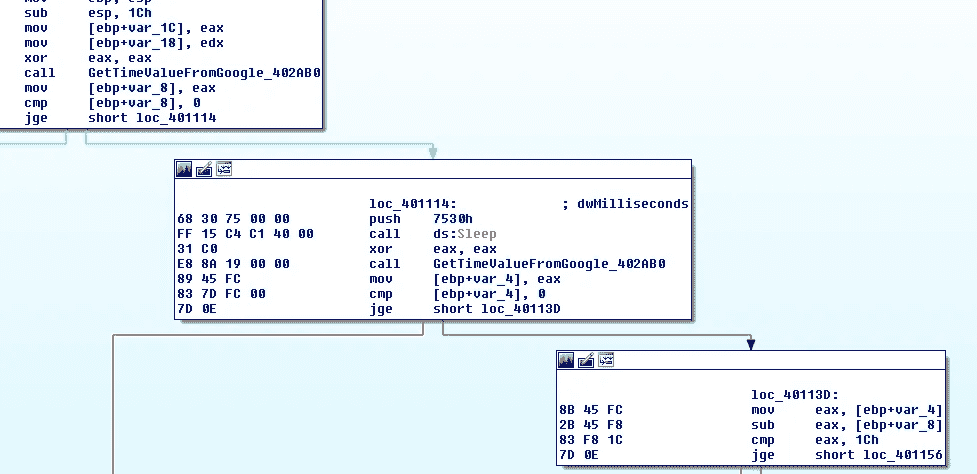 mov ebp, esp
sub esp, 1Ch
mov [ebp+var_1C], eax
mov [ebp+var_18], edx
xor eax, eax
call GetTimeValueFromGoogle_402AB0
mov [ebp+var_8], eax
cmp [ebp+var_8], 0
jge short loc_401114
loc_401114: ; dwMilliseconds
68 30 75 00 00 push 7530h
FF 15 C4 C1 40 00 call ds:Sleep
31 C0 xor eax, eax
E8 8A 19 00 00 call GetTimeValueFromGoogle_402AB0
89 45 FC mov [ebp+var_4], eax
83 7D FC 00 cmp [ebp+var_4], 0
7D 0E jge short loc_40113D
loc_40113D:
8B 45 FC mov eax, [ebp+var_4]
2B 45 F8 sub eax, [ebp+var_8]
83 F8 1C cmp eax, 1Ch
7D 0E jge short loc_401156